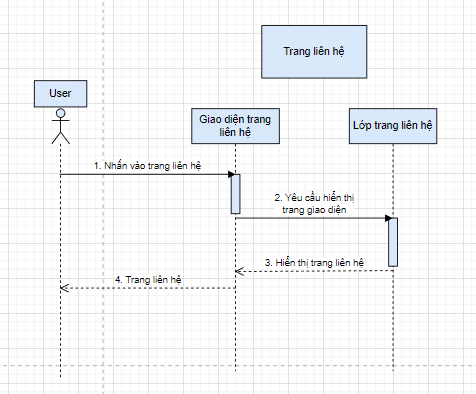 Trang liên hệ
User
Giao diện trang
liên hệ
Lớp trang liên hệ
1. Nhấn vào trang liên hệ
2. Yêu cầu hiển thị
trang giao diện
3. Hiển thị trang liên hệ
4. Trang liên hệ